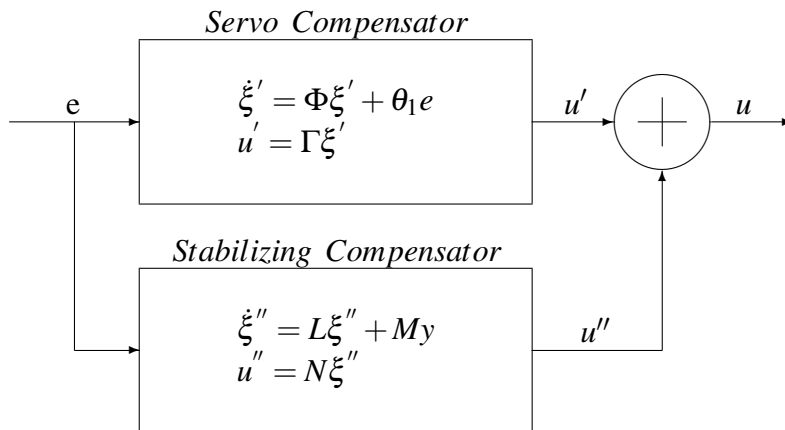 Servo Compensator
ξ̇′ = Φξ′ + θ₁e
u′ = Γξ′
e
u′
+
u
Stabilizing Compensator
ξ̇″ = Lξ″ + My
u″ = Nξ″
u″